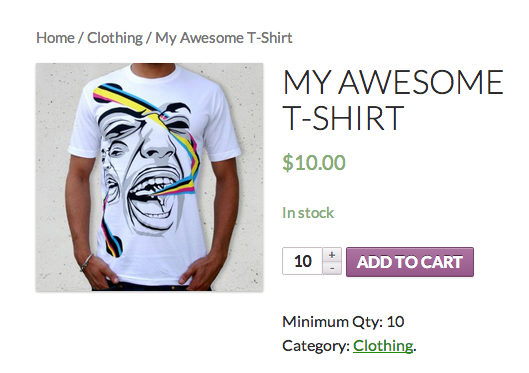 Home / Clothing / My Awesome T-Shirt
MY AWESOME
T-SHIRT
$10.00
In stock
10 + - ADD TO CART
Minimum Qty: 10
Category: Clothing.